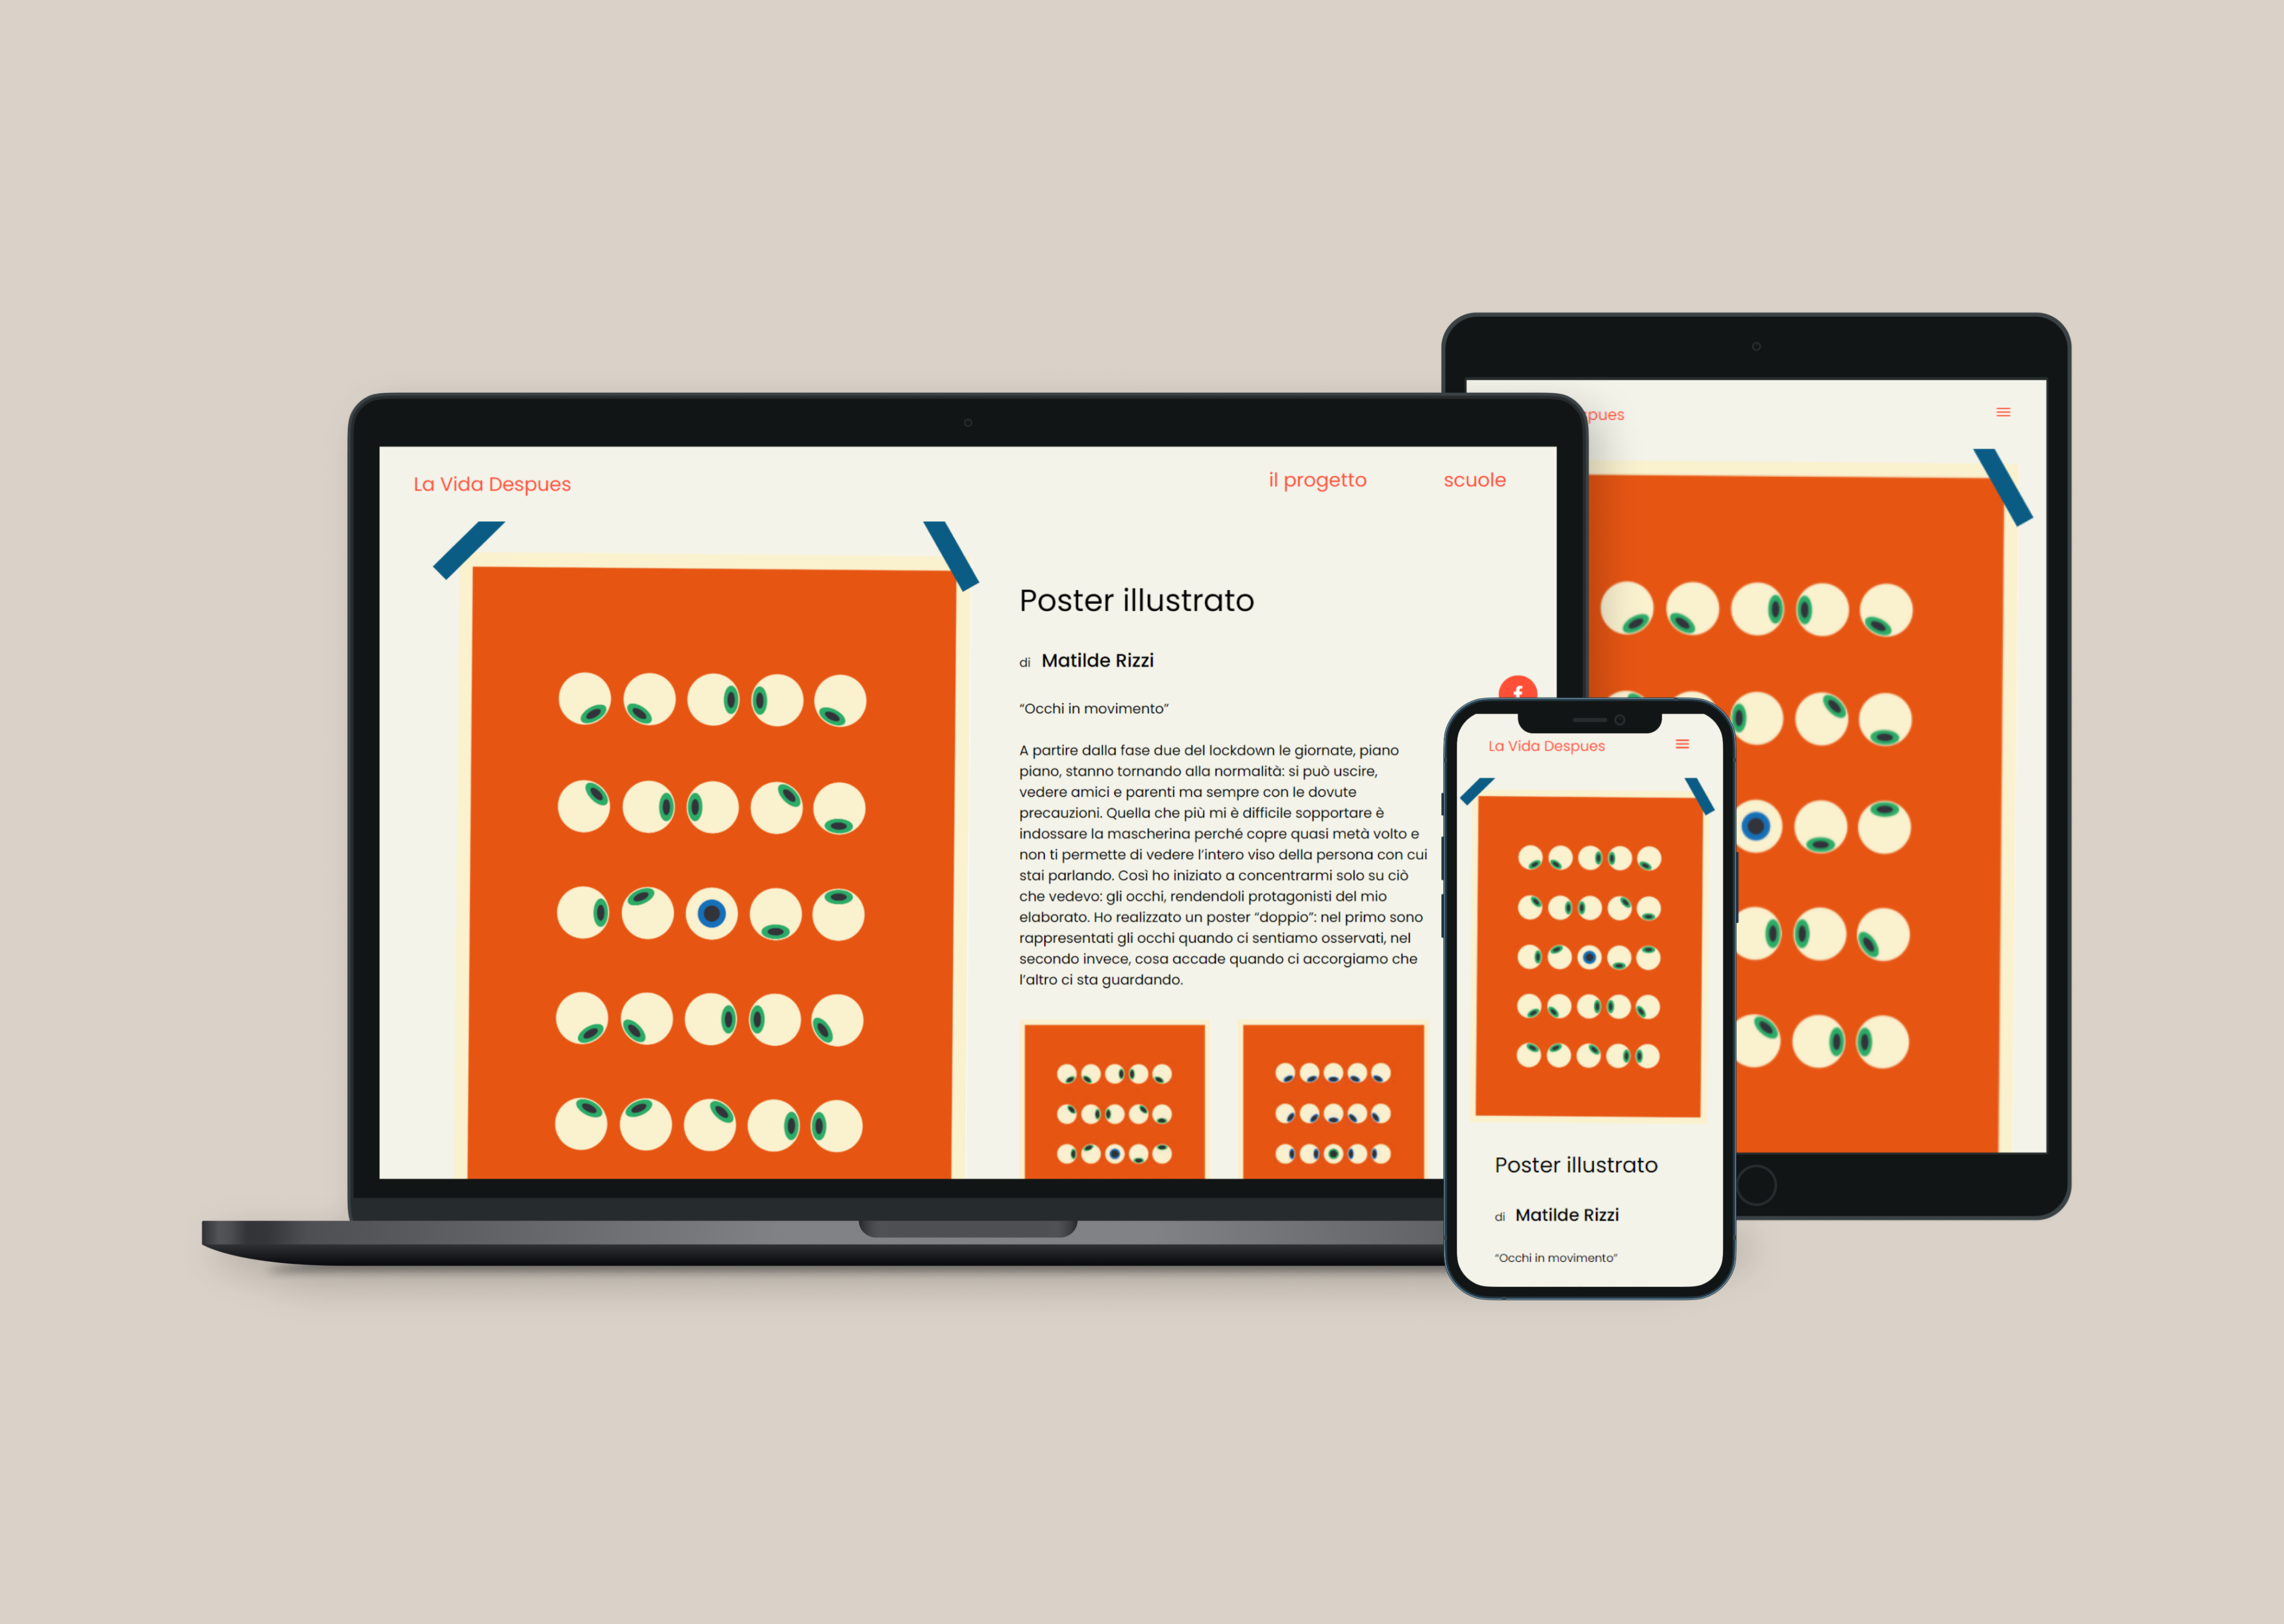 La Vida Despues
il progetto
scuole
Poster illustrato
di Matilde Rizzi
“Occhi in movimento”
A partire dalla fase due del lockdown le giornate, piano
piano, stanno tornando alla normalità: si può uscire,
vedere amici e parenti ma sempre con le dovute
precauzioni. Quella che più mi è difficile sopportare è
indossare la mascherina perché copre quasi metà volto e
non ti permette di vedere l’intero viso della persona con cui
stai parlando. Così ho iniziato a concentrarmi solo su ciò
che vedevo: gli occhi, rendendoli protagonisti del mio
elaborato. Ho realizzato un poster “doppio”: nel primo sono
rappresentati gli occhi quando ci sentiamo osservati, nel
secondo invece, cosa accade quando ci accorgiamo che
l’altro ci sta guardando.
spues
La Vida Despues
Poster illustrato
di Matilde Rizzi
“Occhi in movimento”